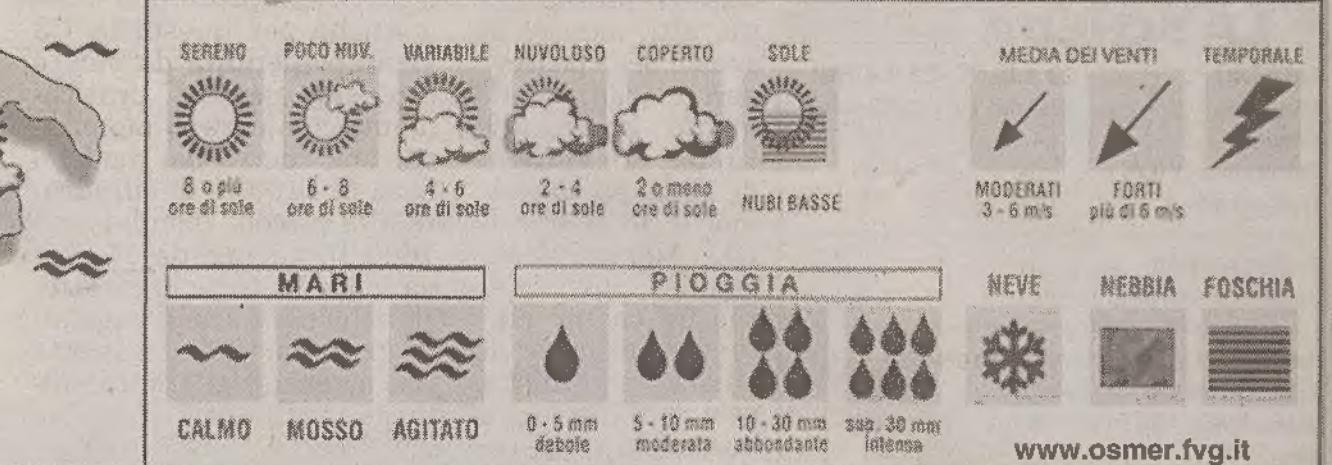 SERENO POCO NUV. VARIABILE NUVOLOSO COPERTO SOLE MEDIA DEI VENTI TEMPORALE
8 o più 6 - 8 4 - 6 2 - 4 2 o meno NUBI BASSE MODERATI FORTI
ore di sole ore di sole ore di sole ore di sole ore di sole 3 - 6 m/s più di 6 m/s
MARI PIOGGIA NEVE NEBBIA FOSCHIA
CALMO MOSSO AGITATO 0 - 5 mm 5 - 10 mm 10 - 30 mm sup. 30 mm
debole moderata abbondante intensa
www.osmer.fvg.it